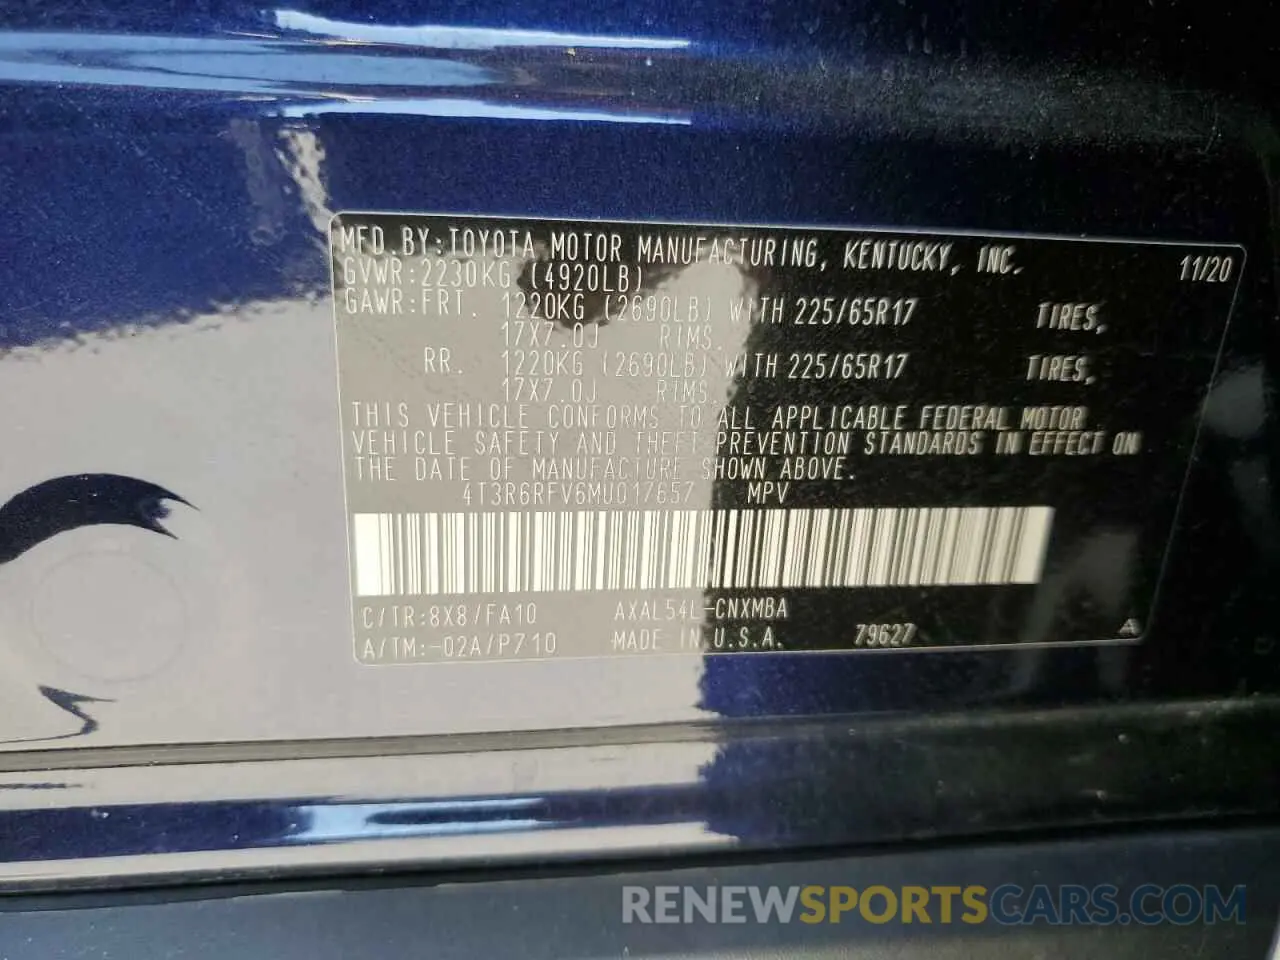 MFD.BY:TOYOTA MOTOR MANUFACTURING, KENTUCKY, INC. 11/20
GVWR:2230KG (4920LB)
GAWR:FRT. 1220KG (2690LB) WITH 225/65R17 TIRES,
17X7.0J RIMS.
RR. 1220KG (2690LB) WITH 225/65R17 TIRES,
17X7.0J RIMS.
THIS VEHICLE CONFORMS TO ALL APPLICABLE FEDERAL MOTOR
VEHICLE SAFETY AND THEFT PREVENTION STANDARDS IN EFFECT ON
THE DATE OF MANUFACTURE SHOWN ABOVE.
4T3R6RFV6MU017657 MPV
C/TR:8X8/FA10 AXAL54L-CNXMBA
A/TM:-02A/P710 MADE IN U.S.A. 79627
RENEWSPORTSCARS.COM